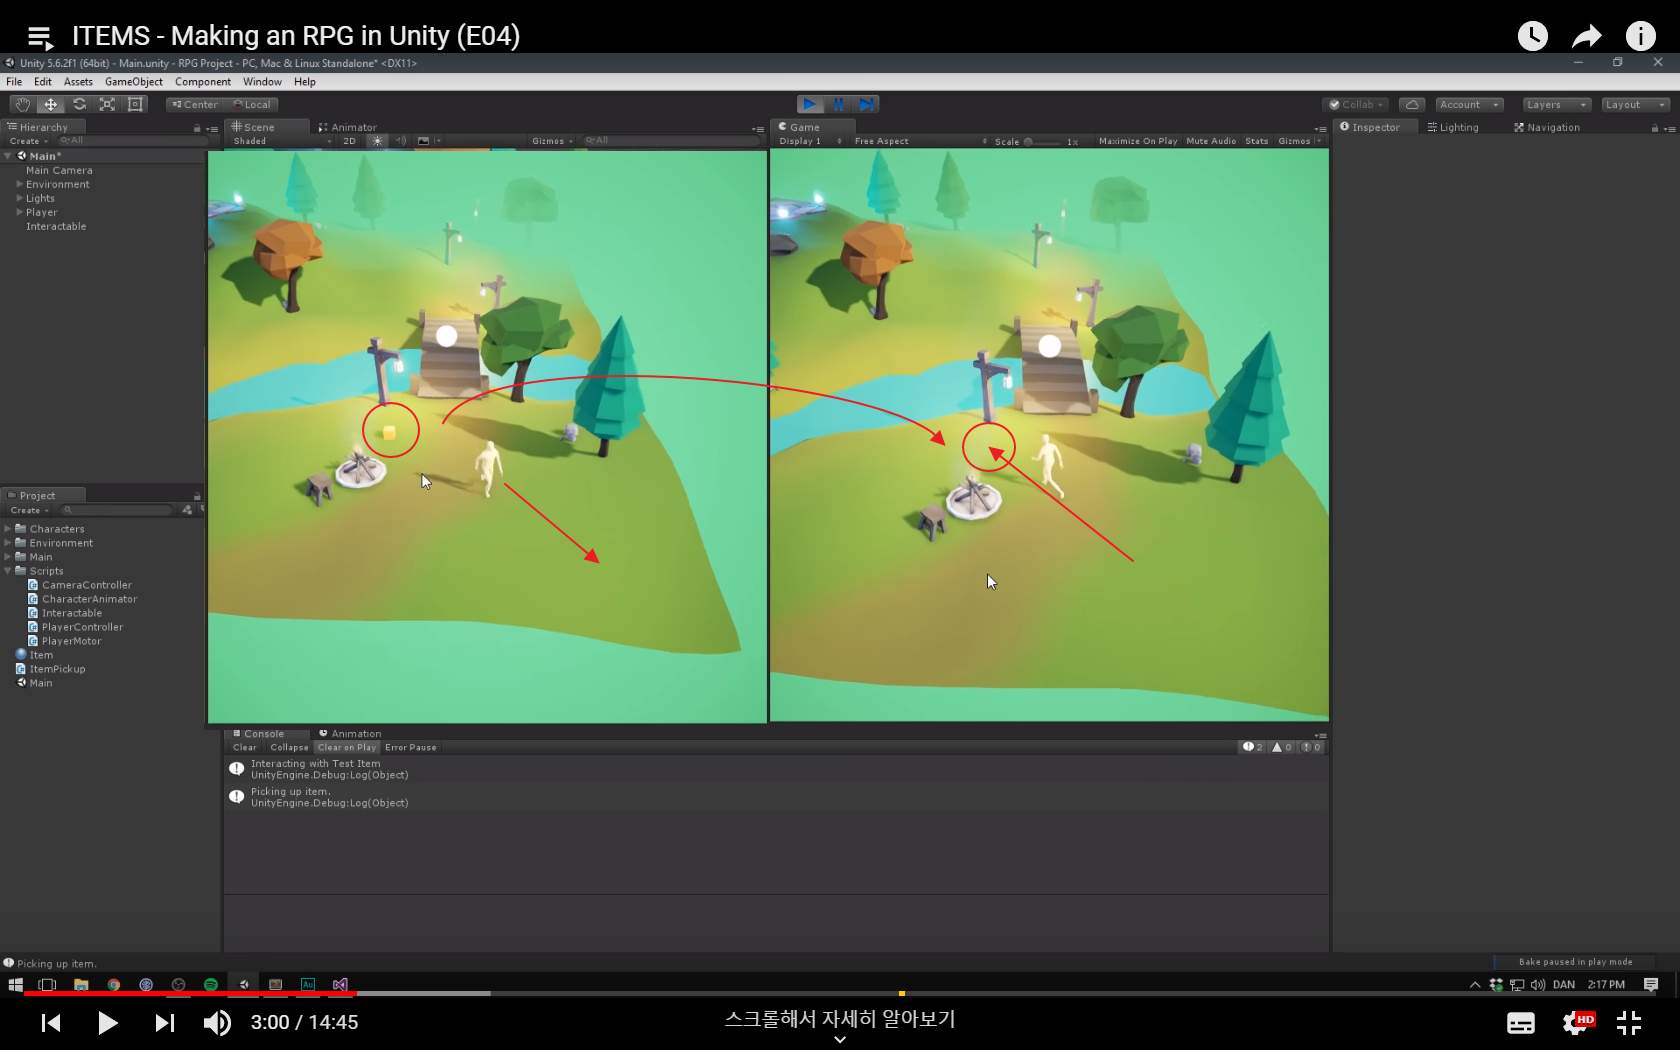 ITEMS - Making an RPG in Unity (E04)
Unity 5.6.2f1 (64bit) - Main.unity - RPG Project - PC, Mac & Linux Standalone* <DX11>
File Edit Assets GameObject Component Window Help
Center Local Collab Account Layers Layout
Hierarchy
Create All
Main*
Main Camera
Environment
Lights
Player
Interactable
Scene Animator
Shaded 2D Gizmos All
Game
Display 1 Free Aspect Scale 1x Maximize On Play Mute Audio Stats Gizmos
Inspector Lighting Navigation
Project
Create
Characters
Environment
Main
Scripts
CameraController
CharacterAnimator
Interactable
PlayerController
PlayerMotor
Item
ItemPickup
Main
Console Animation
Clear Collapse Clear on Play Error Pause 2 0 0
Interacting with Test Item
UnityEngine.Debug:Log(Object)
Picking up item.
UnityEngine.Debug:Log(Object)
Picking up item.
Bake paused in play mode
Au
DAN 2:17 PM
3:00 / 14:45
스크롤해서 자세히 알아보기
HD